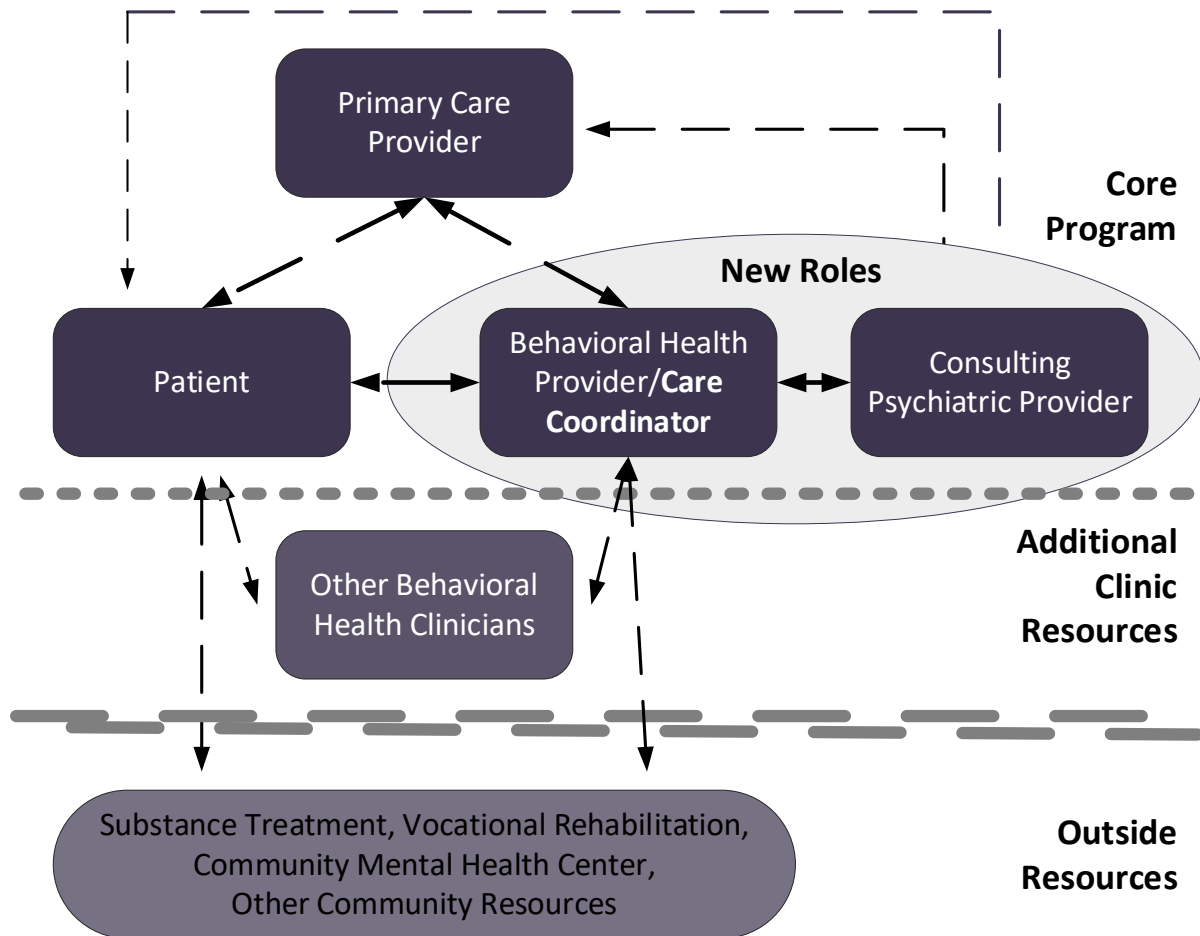 Primary Care
Provider
Core
Program
New Roles
Patient
Behavioral Health
Provider/Care
Coordinator
Consulting
Psychiatric Provider
Other Behavioral
Health Clinicians
Additional
Clinic
Resources
Substance Treatment, Vocational Rehabilitation,
Community Mental Health Center,
Other Community Resources
Outside
Resources